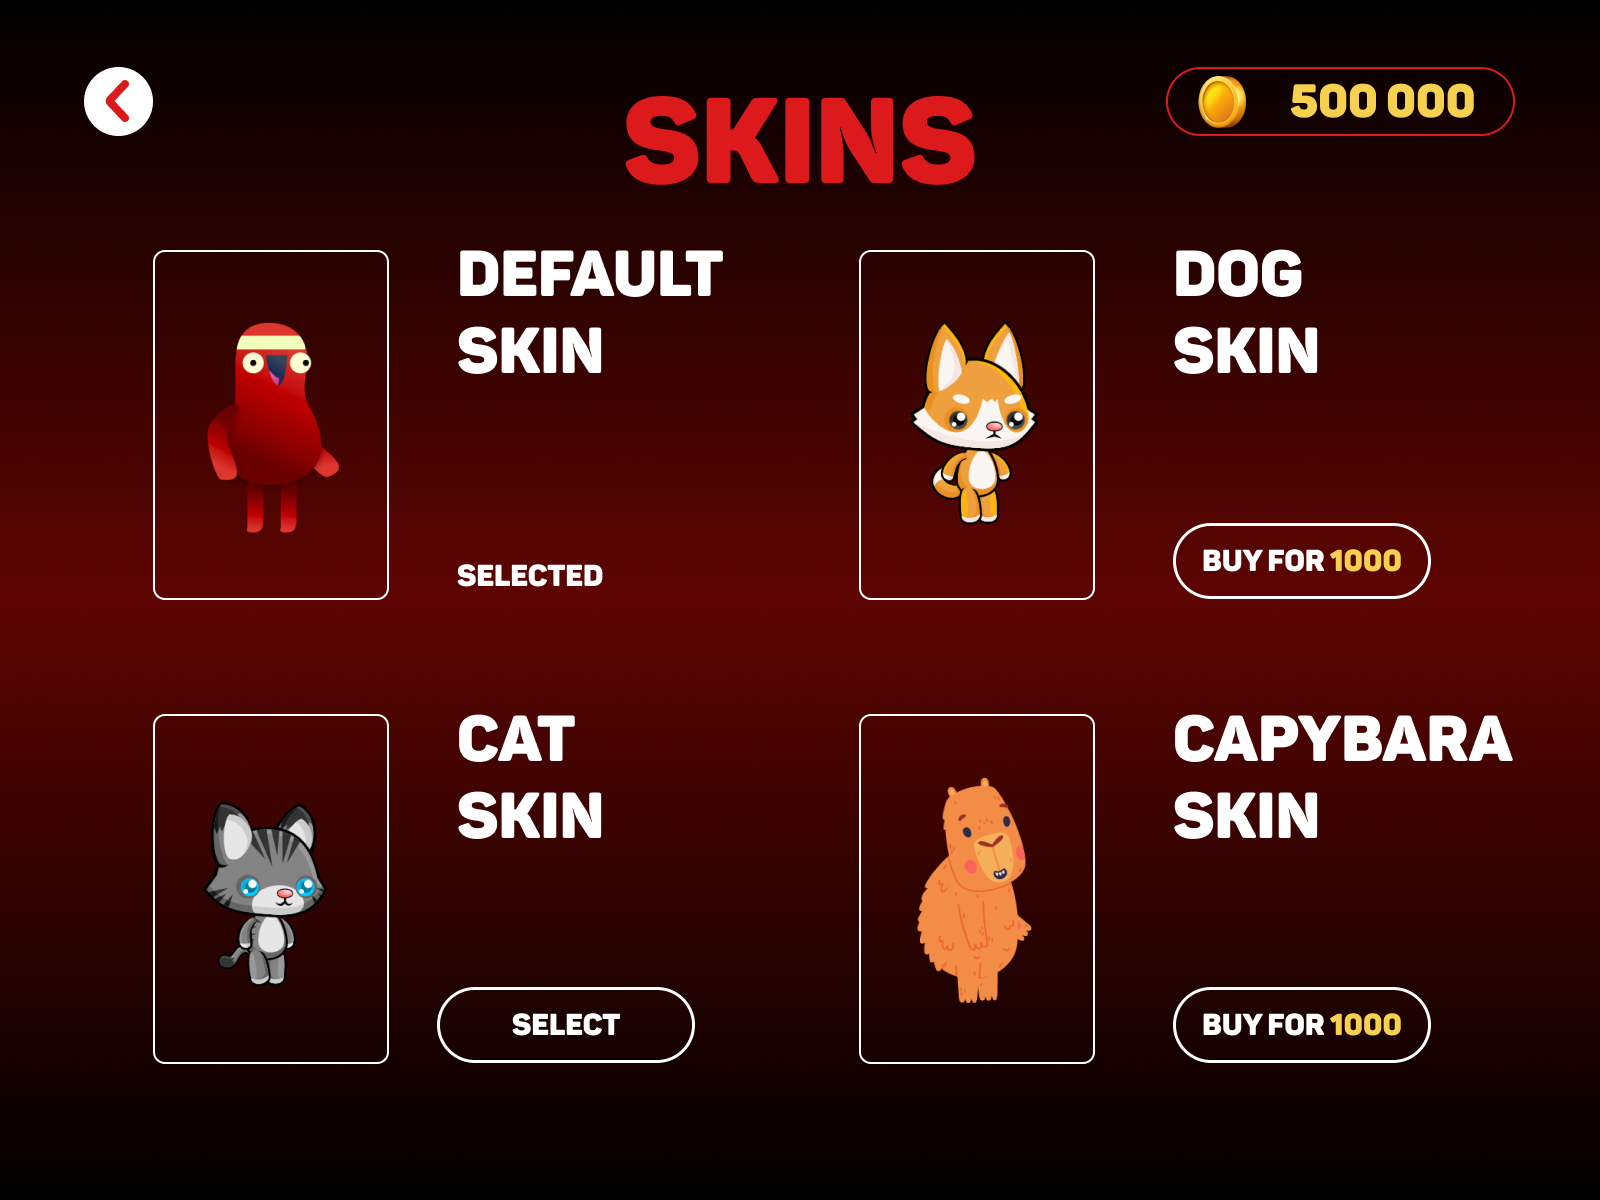 SKINS
500 000
DEFAULT
SKIN
SELECTED
DOG
SKIN
BUY FOR 1000
CAT
SKIN
SELECT
CAPYBARA
SKIN
BUY FOR 1000